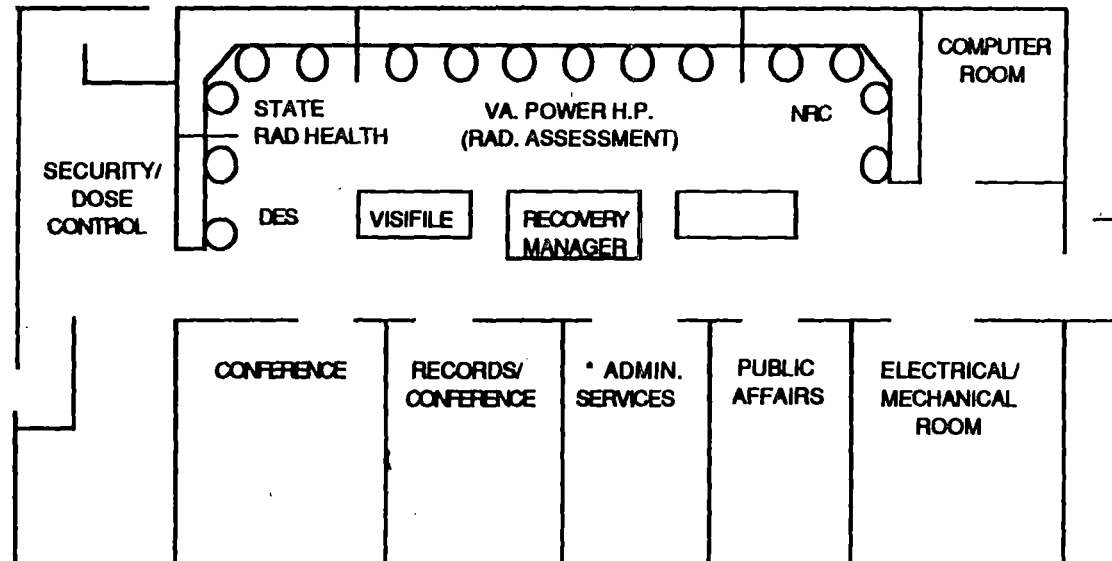 COMPUTER
ROOM
STATE
RAD HEALTH
VA. POWER H.P.
(RAD. ASSESSMENT)
NRC
SECURITY/
DOSE
CONTROL
DES
VISIFILE
RECOVERY
MANAGER
CONFERENCE
RECORDS/
CONFERENCE
* ADMIN.
SERVICES
PUBLIC
AFFAIRS
ELECTRICAL/
MECHANICAL
ROOM